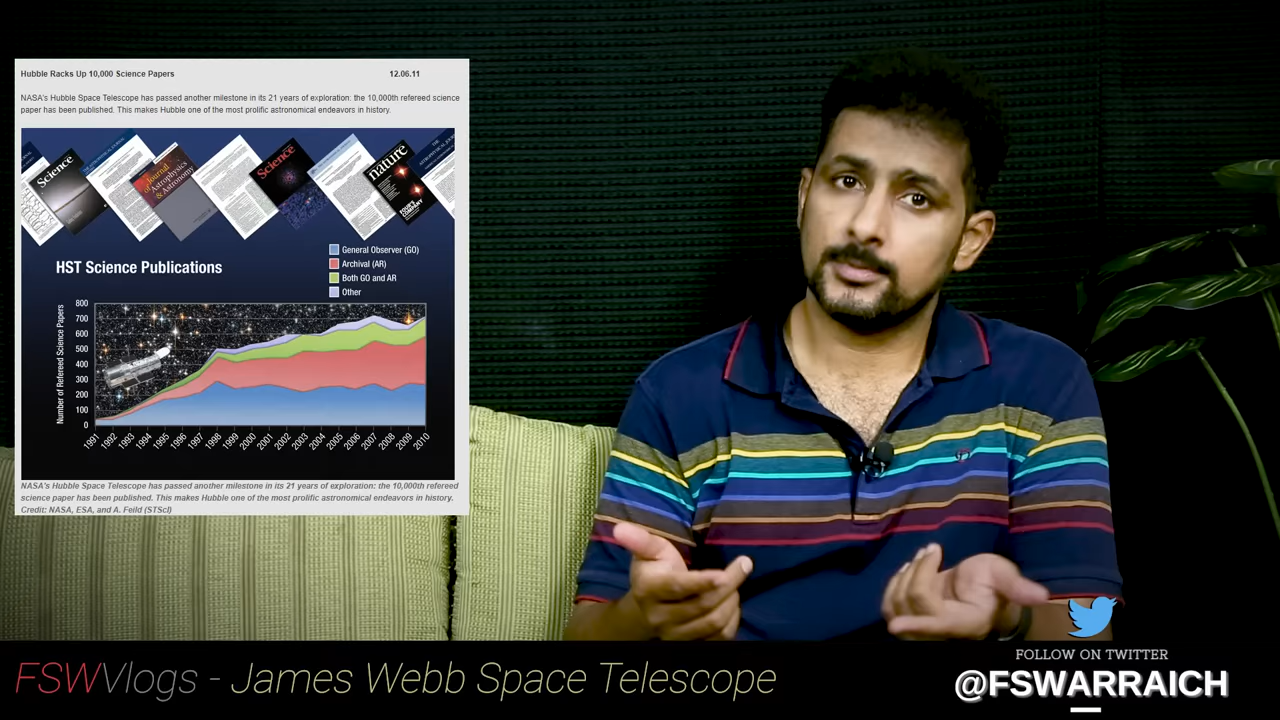 Hubble Racks Up 10,000 Science Papers 12.06.11
NASA's Hubble Space Telescope has passed another milestone in its 21 years of exploration: the 10,000th refereed science
paper has been published. This makes Hubble one of the most prolific astronomical endeavors in history.
Science
Journal of Astrophysics & Astronomy
Science
nature
General Observer (GO)
Archival (AR)
Both GO and AR
Other
HST Science Publications
Number of Refereed Science Papers
800
700
600
500
400
300
200
100
0
1991 1992 1993 1994 1995 1996 1997 1998 1999 2000 2001 2002 2003 2004 2005 2006 2007 2008 2009 2010
NASA's Hubble Space Telescope has passed another milestone in its 21 years of exploration: the 10,000th refereed
science paper has been published. This makes Hubble one of the most prolific astronomical endeavors in history.
Credit: NASA, ESA, and A. Feild (STScI)
FSWVlogs - James Webb Space Telescope
FOLLOW ON TWITTER
@FSWARRAICH